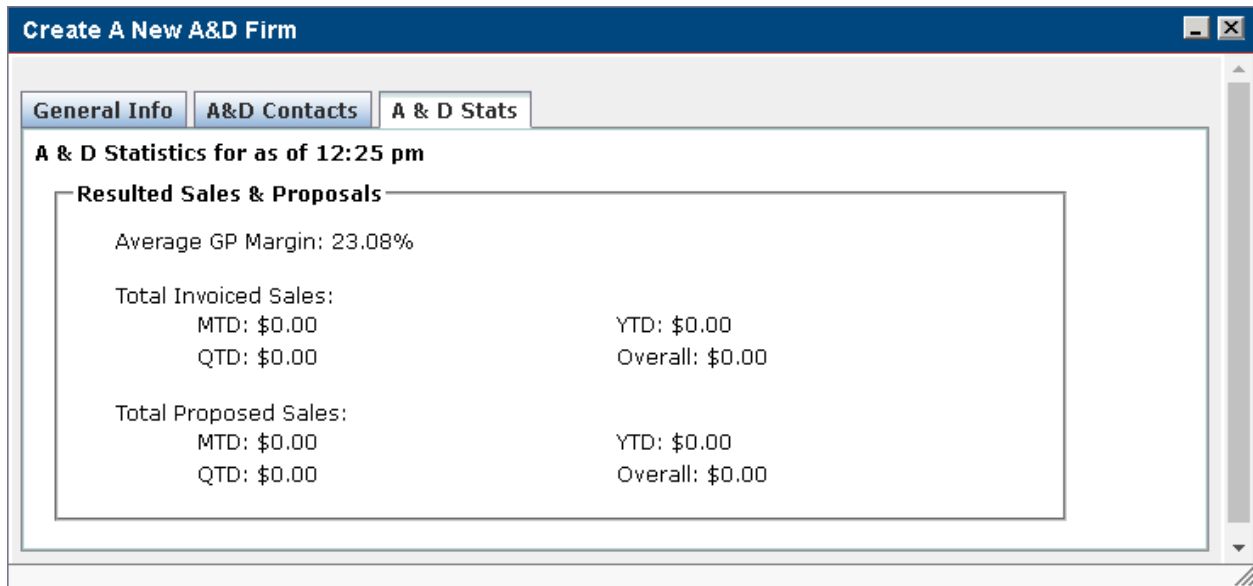 Create A New A&D Firm
General Info A&D Contacts A & D Stats
A & D Statistics for as of 12:25 pm
Resulted Sales & Proposals
Average GP Margin: 23.08%
Total Invoiced Sales:
MTD: $0.00 YTD: $0.00
QTD: $0.00 Overall: $0.00
Total Proposed Sales:
MTD: $0.00 YTD: $0.00
QTD: $0.00 Overall: $0.00